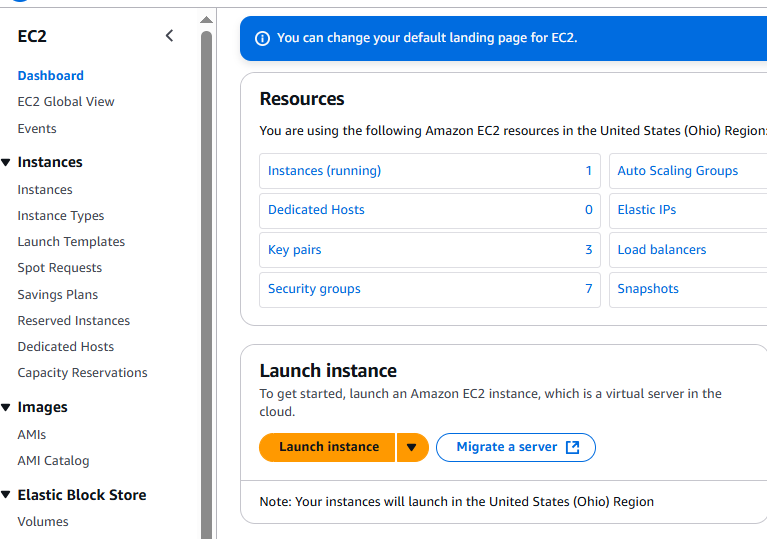 EC2
Dashboard
EC2 Global View
Events
Instances
Instances
Instance Types
Launch Templates
Spot Requests
Savings Plans
Reserved Instances
Dedicated Hosts
Capacity Reservations
Images
AMIs
AMI Catalog
Elastic Block Store
Volumes
You can change your default landing page for EC2.
Resources
You are using the following Amazon EC2 resources in the United States (Ohio) Region:
Instances (running) 1 Auto Scaling Groups
Dedicated Hosts 0 Elastic IPs
Key pairs 3 Load balancers
Security groups 7 Snapshots
Launch instance
To get started, launch an Amazon EC2 instance, which is a virtual server in the
cloud.
Launch instance Migrate a server
Note: Your instances will launch in the United States (Ohio) Region